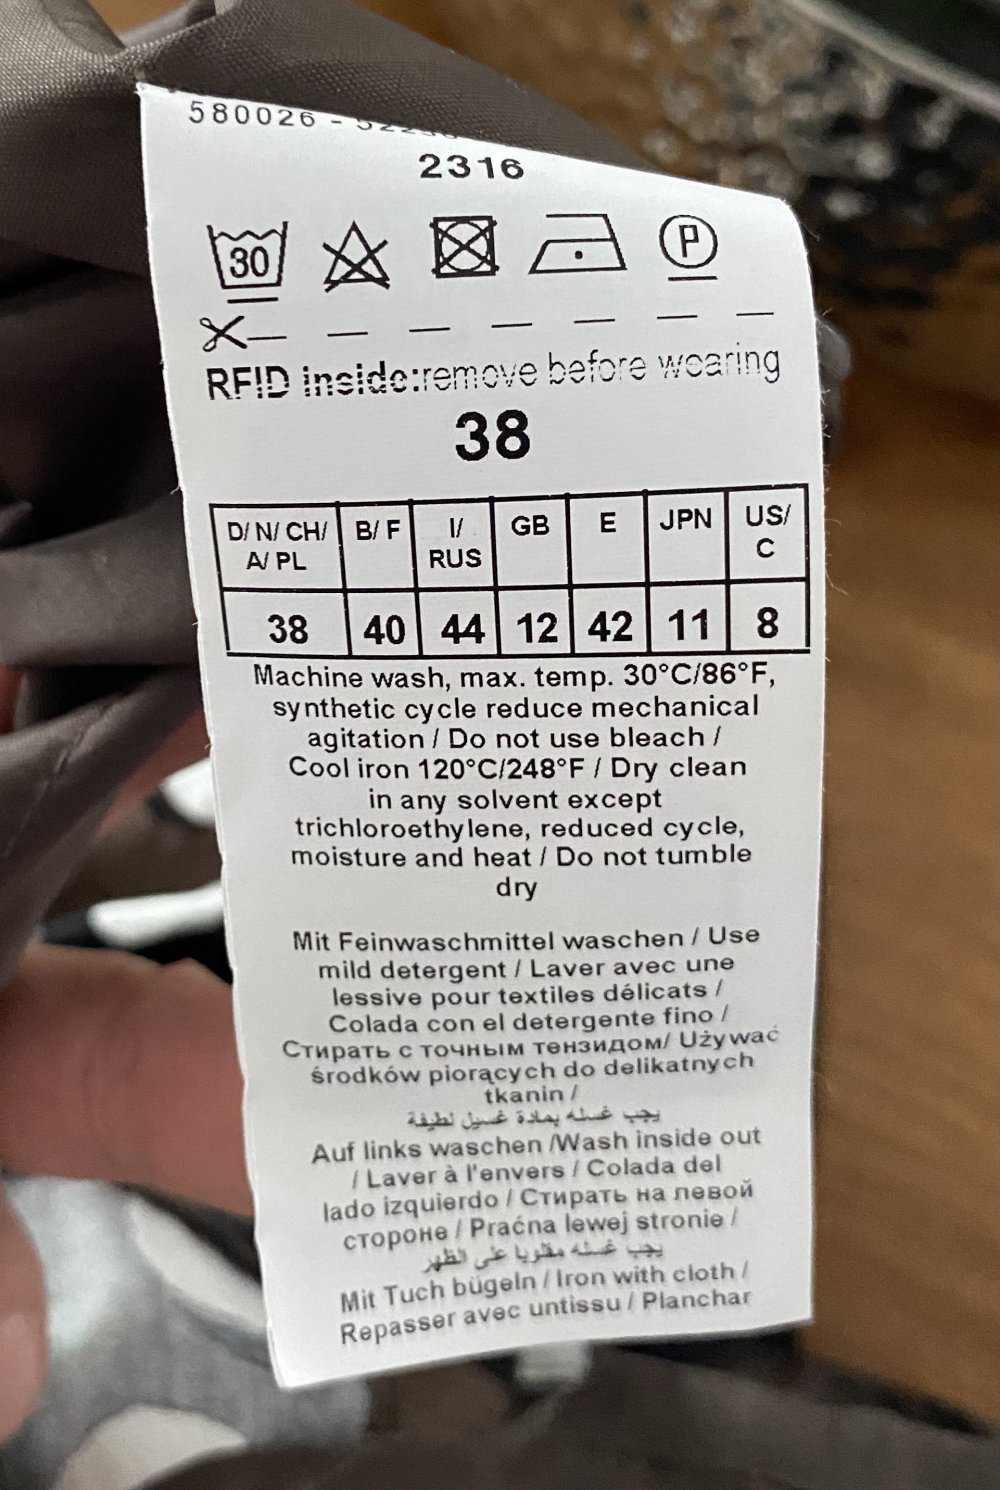 580026 -
2316
30 P
RFID inside:remove before wearing
38
D/ N/ CH/ A/ PL B/ F I/ RUS GB E JPN US/ C
38 40 44 12 42 11 8
Machine wash, max. temp. 30°C/86°F,
synthetic cycle reduce mechanical
agitation / Do not use bleach /
Cool iron 120°C/248°F / Dry clean
in any solvent except
trichloroethylene, reduced cycle,
moisture and heat / Do not tumble
dry
Mit Feinwaschmittel waschen / Use
mild detergent / Laver avec une
lessive pour textiles délicats /
Colada con el detergente fino /
Стирать с точным тензидом/ Używać
środków piorących do delikatnych
tkanin /
يجب غسله بمادة غسيل لطيفة
Auf links waschen /Wash inside out
/ Laver à l'envers / Colada del
lado izquierdo / Стирать на левой
стороне / Praćna lewej stronie /
يجب غسله مقلوبا على الظهر
Mit Tuch bügeln / Iron with cloth /
Repasser avec untissu / Planchar